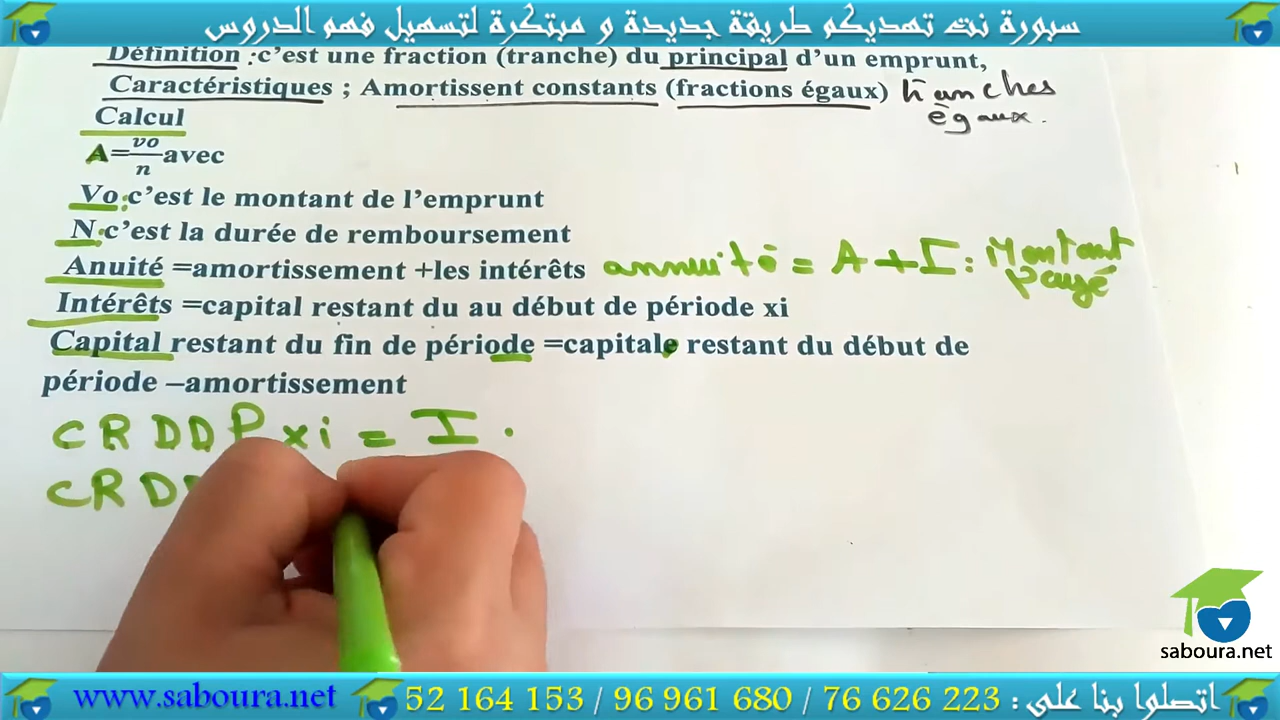 سبورة نت تهديكم طريقة جديدة و مبتكرة لتسهيل فهم الدروس
Définition :c'est une fraction (tranche) du principal d'un emprunt,
Caractéristiques ; Amortissent constants (fractions égaux) tranches
égaux.
Calcul
A=vo/n avec
Vo:c'est le montant de l'emprunt
N:c'est la durée de remboursement
Anuité =amortissement +les intérêts annuité = A+I: Montant
payé
Intérêts =capital restant du au début de période xi
Capital restant du fin de période =capitale restant du début de
période –amortissement
CRDDP xi = I.
CRD
saboura.net
www.saboura.net 52 164 153 / 96 961 680 / 76 626 223 : اتصلوا بنا على